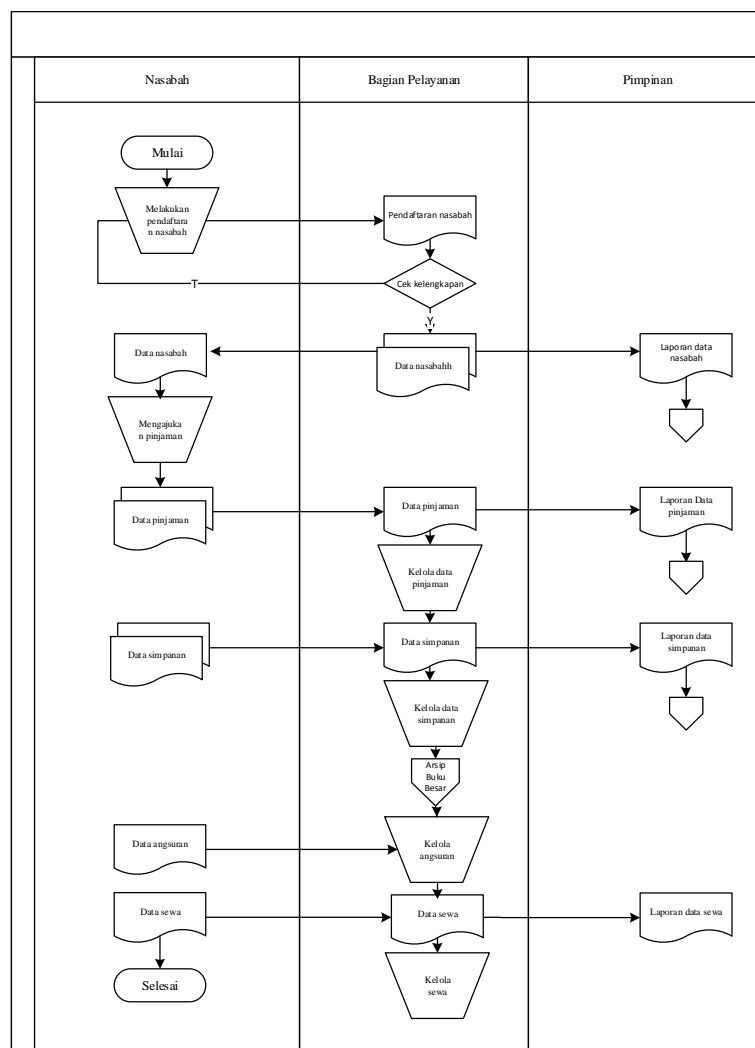 Nasabah
Bagian Pelayanan
Pimpinan
Mulai
Melakukan
pendaftara
n nasabah
Pendaftaran nasabah
Cek kelengkapan
T
Y
Data nasabah
Data nasabahh
Laporan data
nasabah
Mengajuka
n pinjaman
Data pinjaman
Data pinjaman
Laporan Data
pinjaman
Kelola data
pinjaman
Data simpanan
Data simpanan
Laporan data
simpanan
Kelola data
simpanan
Arsip
Buku
Besar
Data angsuran
Kelola
angsuran
Data sewa
Data sewa
Laporan data sewa
Selesai
Kelola
sewa